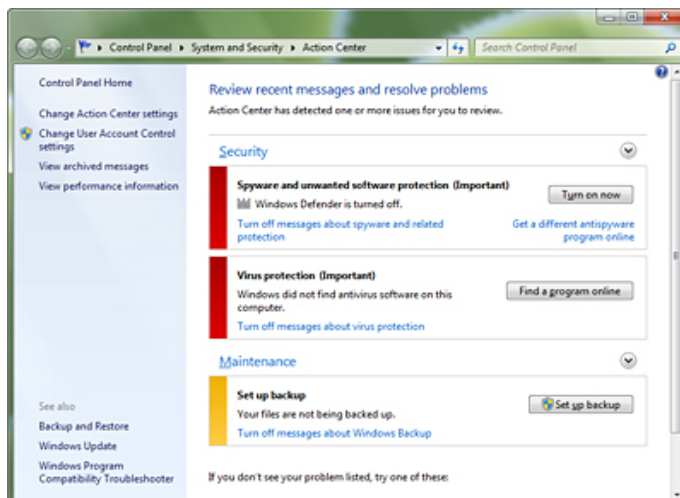 Control Panel ▸ System and Security ▸ Action Center
Search Control Panel
Control Panel Home
Change Action Center settings
Change User Account Control
settings
View archived messages
View performance information
See also
Backup and Restore
Windows Update
Windows Program
Compatibility Troubleshooter
Review recent messages and resolve problems
Action Center has detected one or more issues for you to review.
Security
Spyware and unwanted software protection (Important)
Turn on now
Windows Defender is turned off.
Turn off messages about spyware and related
protection
Get a different antispyware
program online
Virus protection (Important)
Windows did not find antivirus software on this
computer.
Find a program online
Turn off messages about virus protection
Maintenance
Set up backup
Your files are not being backed up.
Set up backup
Turn off messages about Windows Backup
If you don't see your problem listed, try one of these: